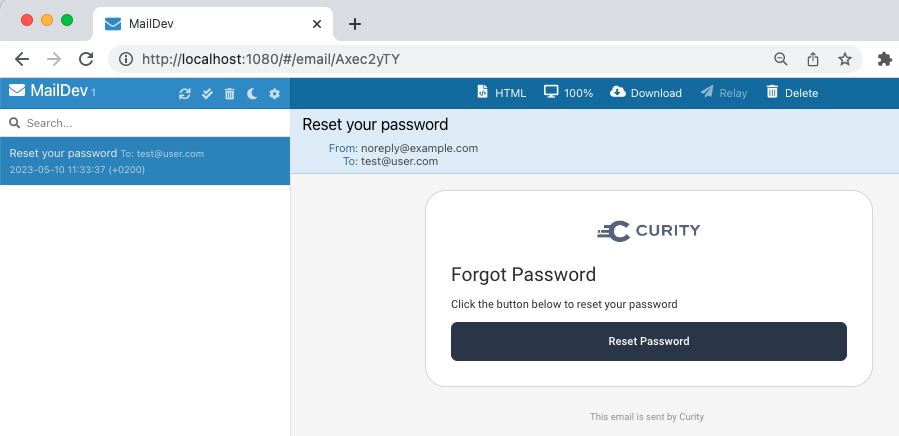 MailDev
http://localhost:1080/#/email/Axec2yTY
MailDev 1
HTML 100% Download Relay Delete
Search...
Reset your password To: test@user.com
2023-05-10 11:33:37 (+0200)
Reset your password
From: noreply@example.com
To: test@user.com
CURITY
Forgot Password
Click the button below to reset your password
Reset Password
This email is sent by Curity